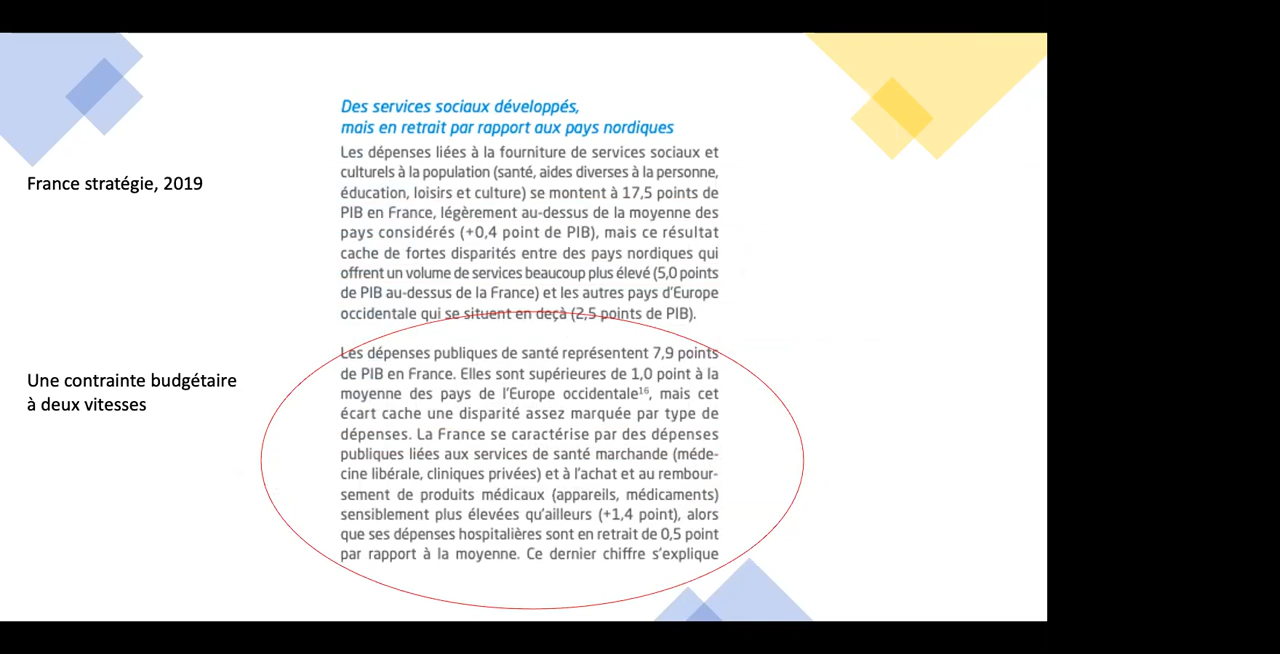 Des services sociaux développés,
mais en retrait par rapport aux pays nordiques
Les dépenses liées à la fourniture de services sociaux et
culturels à la population (santé, aides diverses à la personne,
éducation, loisirs et culture) se montent à 17,5 points de
PIB en France, légèrement au-dessus de la moyenne des
pays considérés (+0,4 point de PIB), mais ce résultat
cache de fortes disparités entre des pays nordiques qui
offrent un volume de services beaucoup plus élevé (5,0 points
de PIB au-dessus de la France) et les autres pays d'Europe
occidentale qui se situent en deçà (2,5 points de PIB).
France stratégie, 2019
Une contrainte budgétaire
à deux vitesses
Les dépenses publiques de santé représentent 7,9 points
de PIB en France. Elles sont supérieures de 1,0 point à la
moyenne des pays de l'Europe occidentale¹⁶, mais cet
écart cache une disparité assez marquée par type de
dépenses. La France se caractérise par des dépenses
publiques liées aux services de santé marchande (méde-
cine libérale, cliniques privées) et à l'achat et au rembour-
sement de produits médicaux (appareils, médicaments)
sensiblement plus élevées qu'ailleurs (+1,4 point), alors
que ses dépenses hospitalières sont en retrait de 0,5 point
par rapport à la moyenne. Ce dernier chiffre s'explique